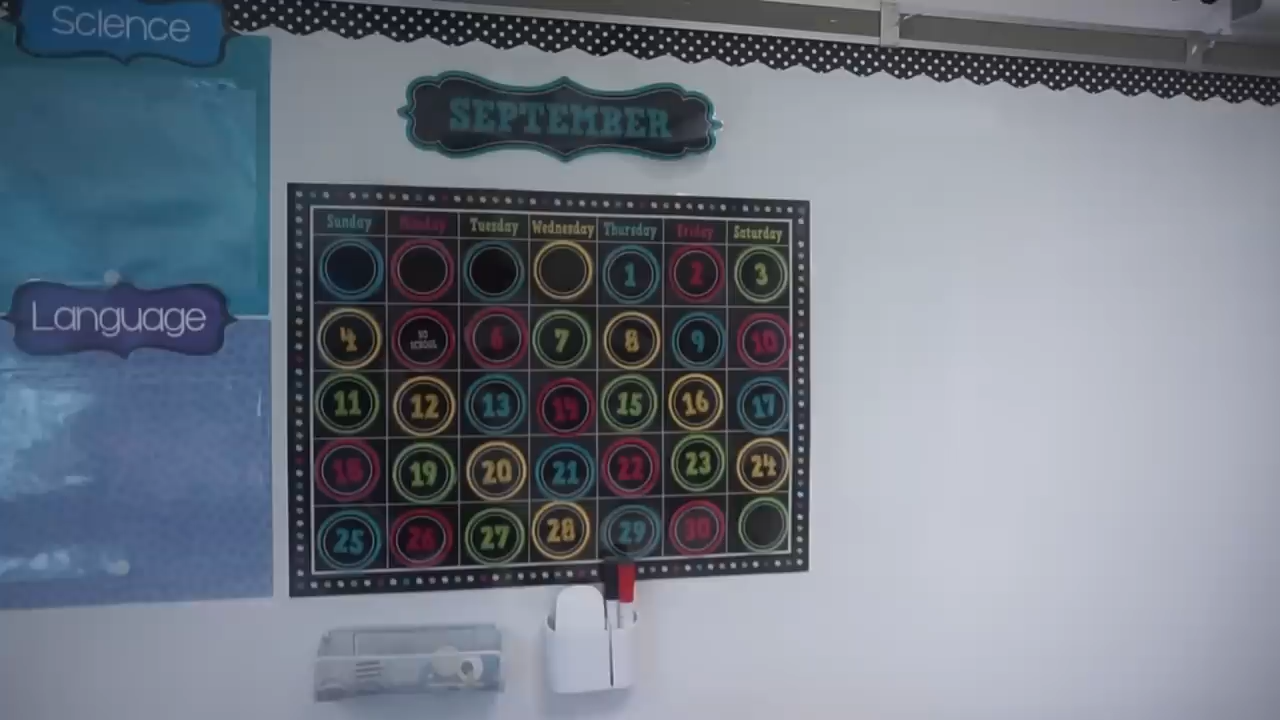 Science
SEPTEMBER
Sunday Monday Tuesday Wednesday Thursday Friday Saturday
1 2 3
Language
4 NO SCHOOL 6 7 8 9 10
11 12 13 14 15 16 17
18 19 20 21 22 23 24
25 26 27 28 29 30